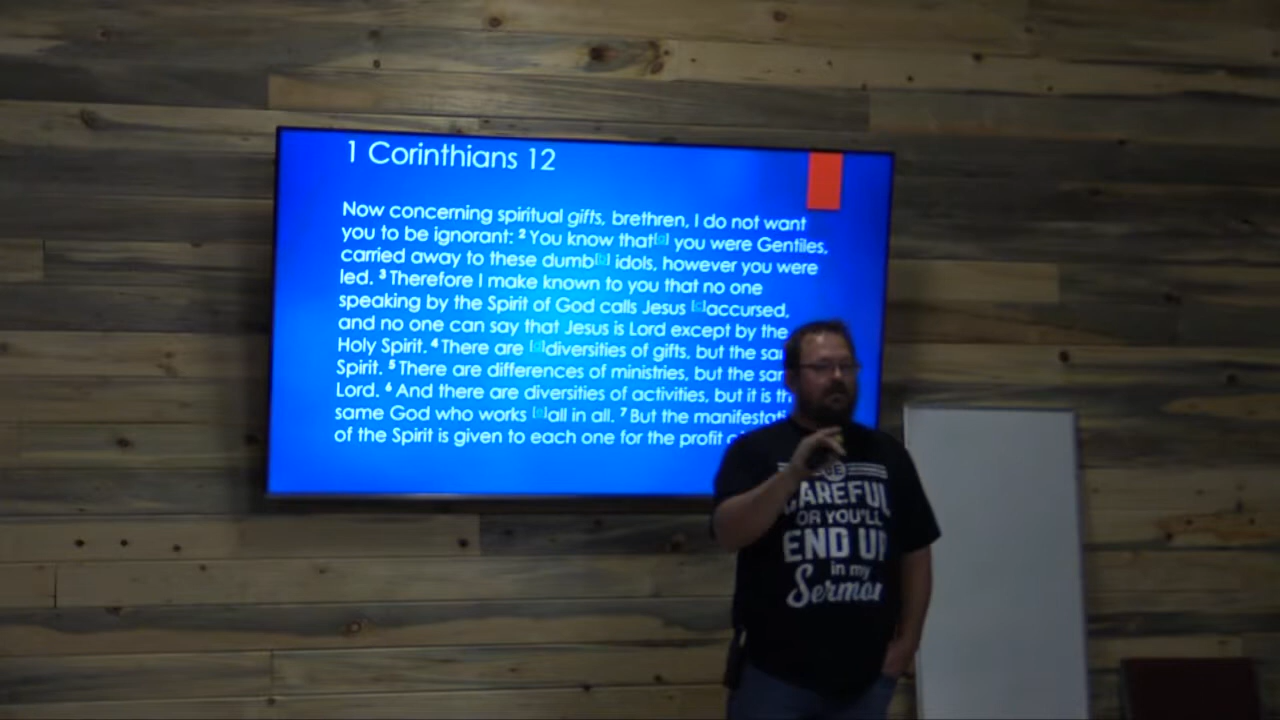 1 Corinthians 12
Now concerning spiritual gifts, brethren, I do not want
you to be ignorant: 2 You know that[a] you were Gentiles,
carried away to these dumb[b] idols, however you were
led. 3 Therefore I make known to you that no one
speaking by the Spirit of God calls Jesus [c]accursed,
and no one can say that Jesus is Lord except by the
Holy Spirit. 4 There are [d]diversities of gifts, but the
Spirit. 5 There are differences of ministries, but the
Lord. 6 And there are diversities of activities, but it is
same God who works [e]all in all. 7 But the
of the Spirit is given to each one for the profit
BE
CAREFUL
OR YOU'LL
END UP
in my
Sermon